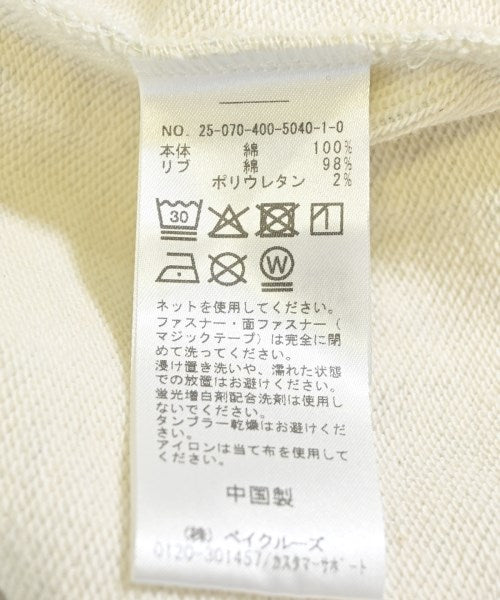 NO. 25-070-400-5040-1-0
本体 綿 100%
リブ 綿 98%
ポリウレタン 2%
30
W
ネットを使用してください。
ファスナー・面ファスナー(
マジックテープ)は完全に閉
めて洗ってください。
浸け置き洗いや、濡れた状態
での放置はお避けください。
蛍光増白剤配合洗剤は使用し
ないでください。
タンブラー乾燥はお避けくだ
さい。
アイロンは当て布を使用して
ください。
中国製
(株) ベイクルーズ
0120-301457/カスタマーサポート